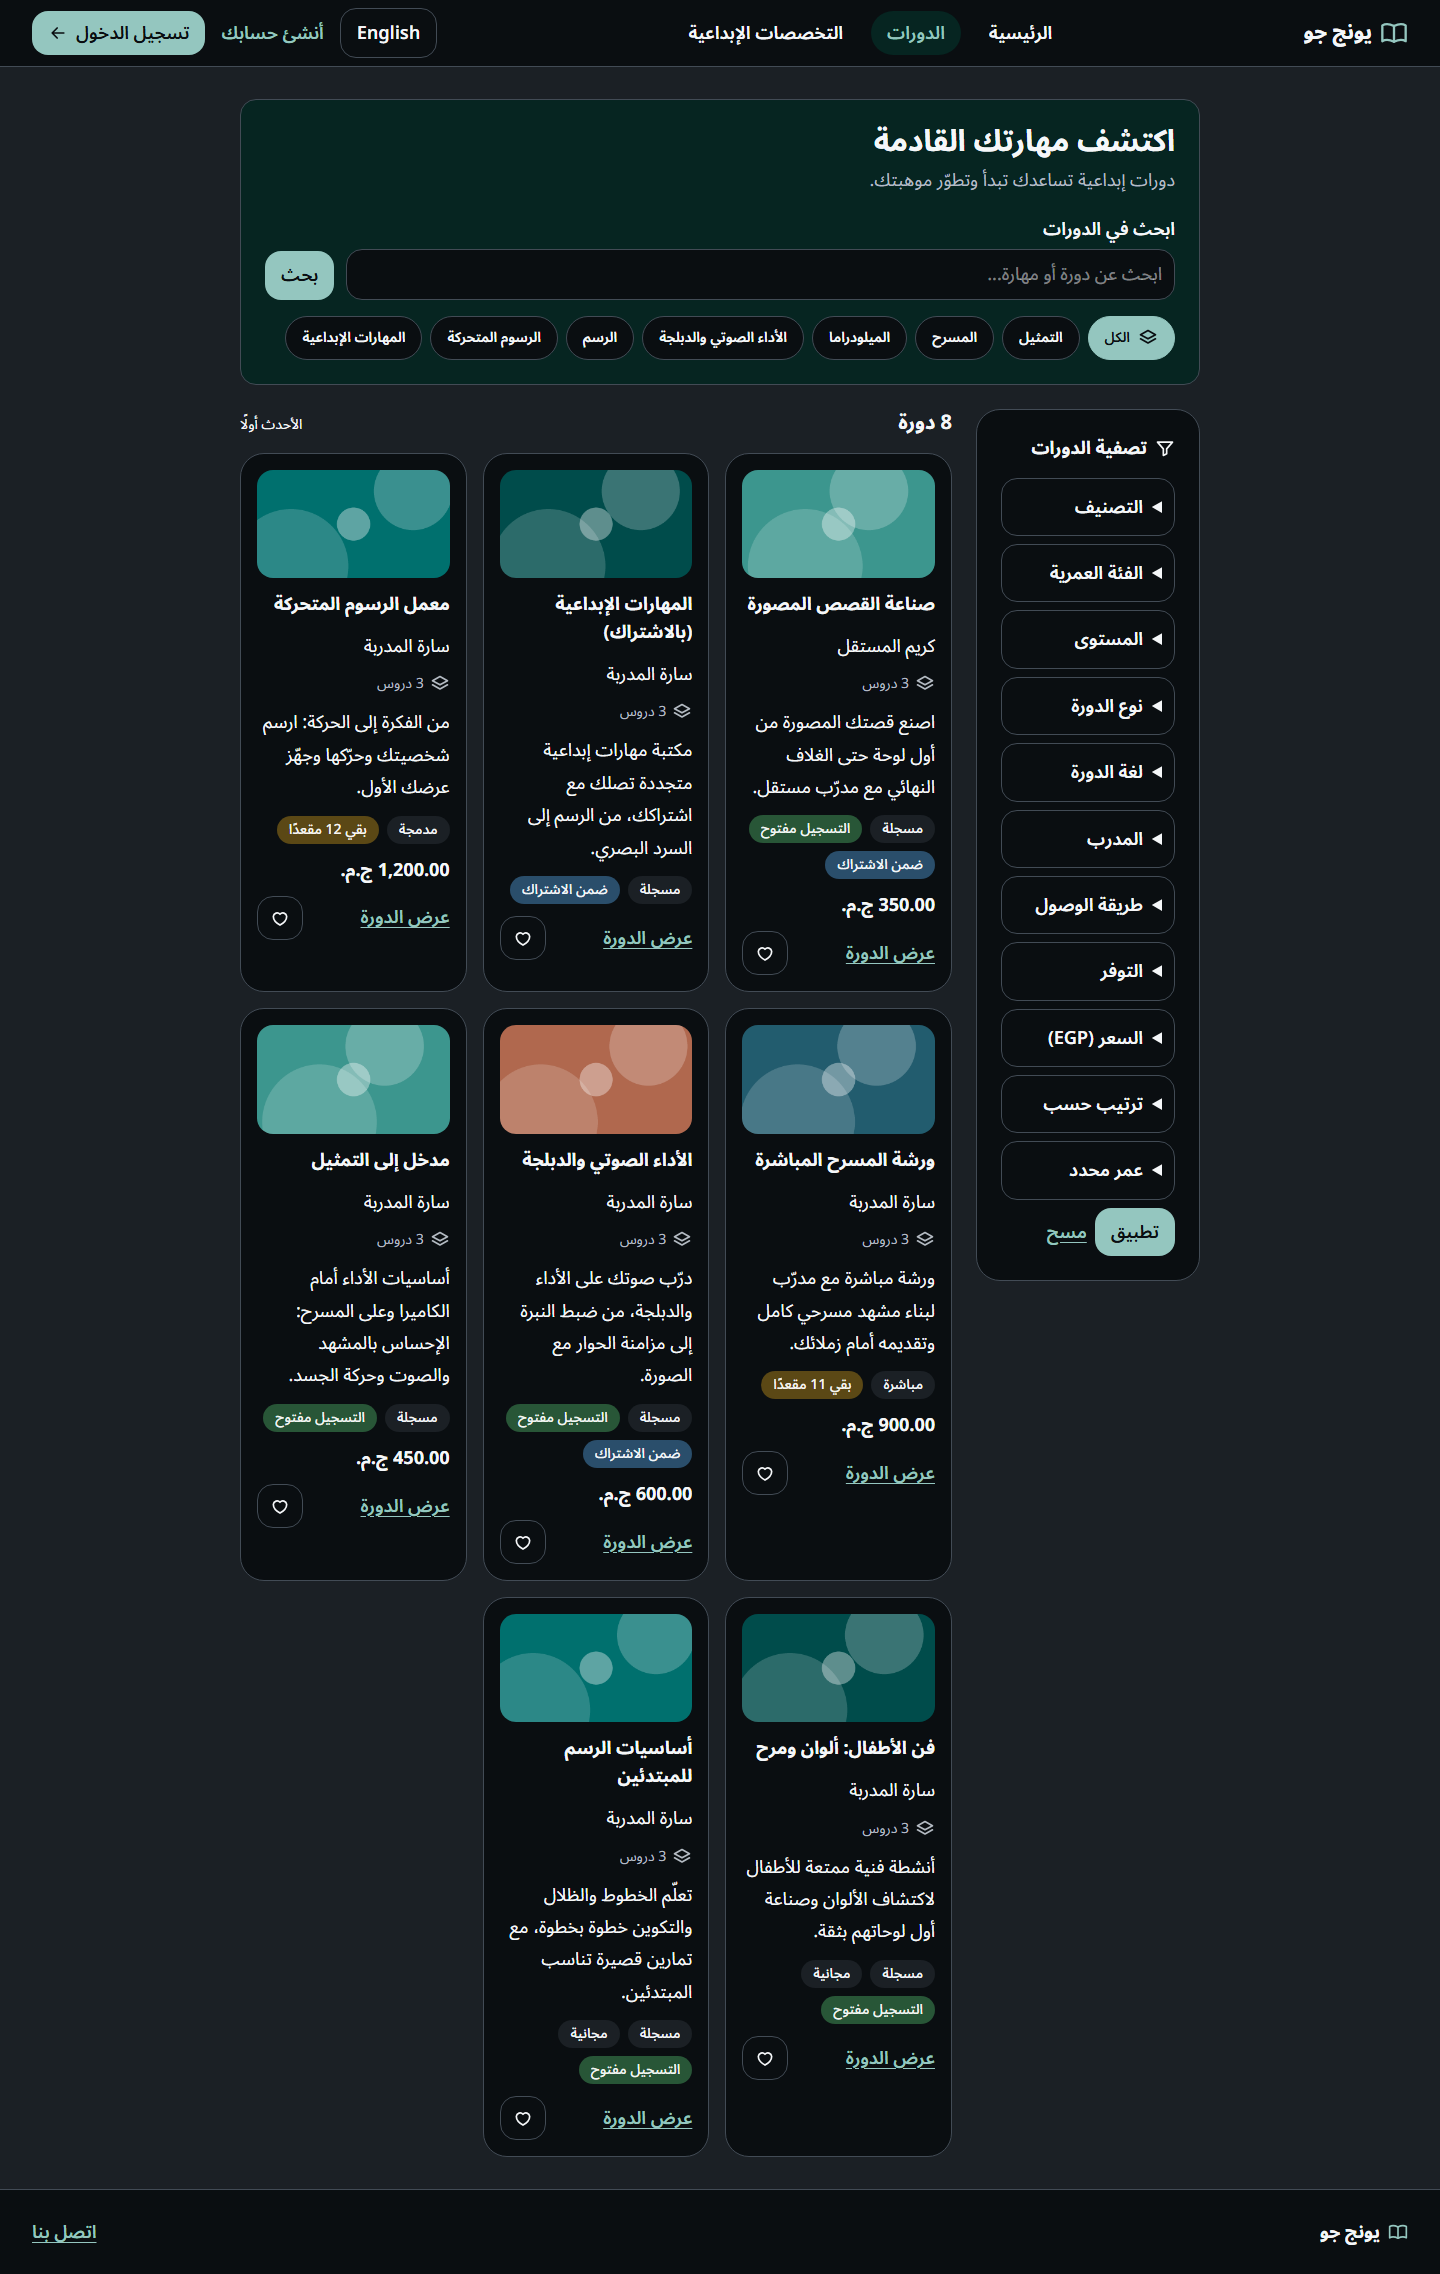 يونج جو
الرئيسية
الدورات
التخصصات الإبداعية
English
أنشئ حسابك
تسجيل الدخول
اكتشف مهارتك القادمة
دورات إبداعية تساعدك تبدأ وتطوّر موهبتك.
ابحث في الدورات
ابحث عن دورة أو مهارة...
بحث
الكل
التمثيل
المسرح
الميلودراما
الأداء الصوتي والدبلجة
الرسم
الرسوم المتحركة
المهارات الإبداعية
تصفية الدورات
التصنيف
الفئة العمرية
المستوى
نوع الدورة
لغة الدورة
المدرب
طريقة الوصول
التوفر
السعر (EGP)
ترتيب حسب
عمر محدد
تطبيق
مسح
8 دورة
الأحدث أولًا
صناعة القصص المصورة
كريم المستقل
3 دروس
اصنع قصتك المصورة من
أول لوحة حتى الغلاف
النهائي مع مدرّب مستقل.
مسجلة
التسجيل مفتوح
ضمن الاشتراك
350.00 ج.م.
عرض الدورة
المهارات الإبداعية
(بالاشتراك)
سارة المدربة
3 دروس
مكتبة مهارات إبداعية
متجددة تصلك مع
اشتراكك، من الرسم إلى
السرد البصري.
مسجلة
ضمن الاشتراك
عرض الدورة
معمل الرسوم المتحركة
سارة المدربة
3 دروس
من الفكرة إلى الحركة: ارسم
شخصيتك وحرّكها وجهّز
عرضك الأول.
مدمجة
بقي 12 مقعدًا
1,200.00 ج.م.
عرض الدورة
ورشة المسرح المباشرة
سارة المدربة
3 دروس
ورشة مباشرة مع مدرّب
لبناء مشهد مسرحي كامل
وتقديمه أمام زملائك.
مباشرة
بقي 11 مقعدًا
900.00 ج.م.
عرض الدورة
الأداء الصوتي والدبلجة
سارة المدربة
3 دروس
درّب صوتك على الأداء
والدبلجة، من ضبط النبرة
إلى مزامنة الحوار مع
الصورة.
مسجلة
التسجيل مفتوح
ضمن الاشتراك
600.00 ج.م.
عرض الدورة
مدخل إلى التمثيل
سارة المدربة
3 دروس
أساسيات الأداء أمام
الكاميرا وعلى المسرح:
الإحساس بالمشهد
والصوت وحركة الجسد.
مسجلة
التسجيل مفتوح
450.00 ج.م.
عرض الدورة
فن الأطفال: ألوان ومرح
سارة المدربة
3 دروس
أنشطة فنية ممتعة للأطفال
لاكتشاف الألوان وصناعة
أول لوحاتهم بثقة.
مسجلة
مجانية
التسجيل مفتوح
عرض الدورة
أساسيات الرسم
للمبتدئين
سارة المدربة
3 دروس
تعلّم الخطوط والظلال
والتكوين خطوة بخطوة، مع
تمارين قصيرة تناسب
المبتدئين.
مسجلة
مجانية
التسجيل مفتوح
عرض الدورة
يونج جو
اتصل بنا